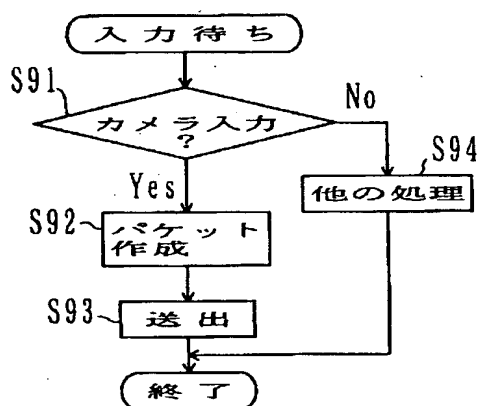 入力待ち
S91
カメラ入力
?
No
S94
Yes
他の処理
S92
パケット
作成
S93
送出
終了